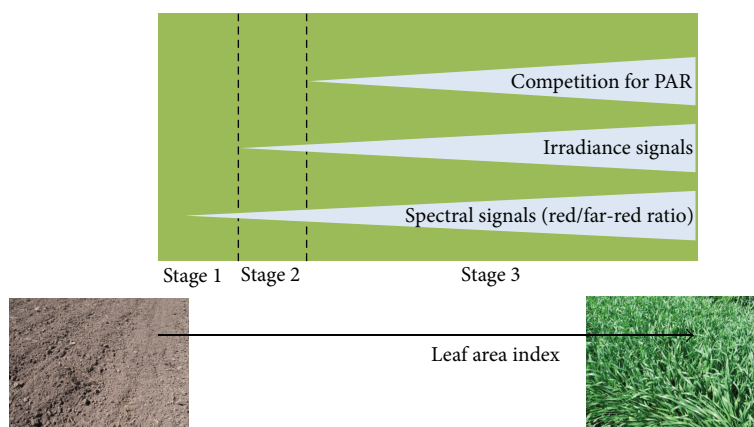 Competition for PAR
Irradiance signals
Spectral signals (red/far-red ratio)
Stage 1
Stage 2
Stage 3
Leaf area index